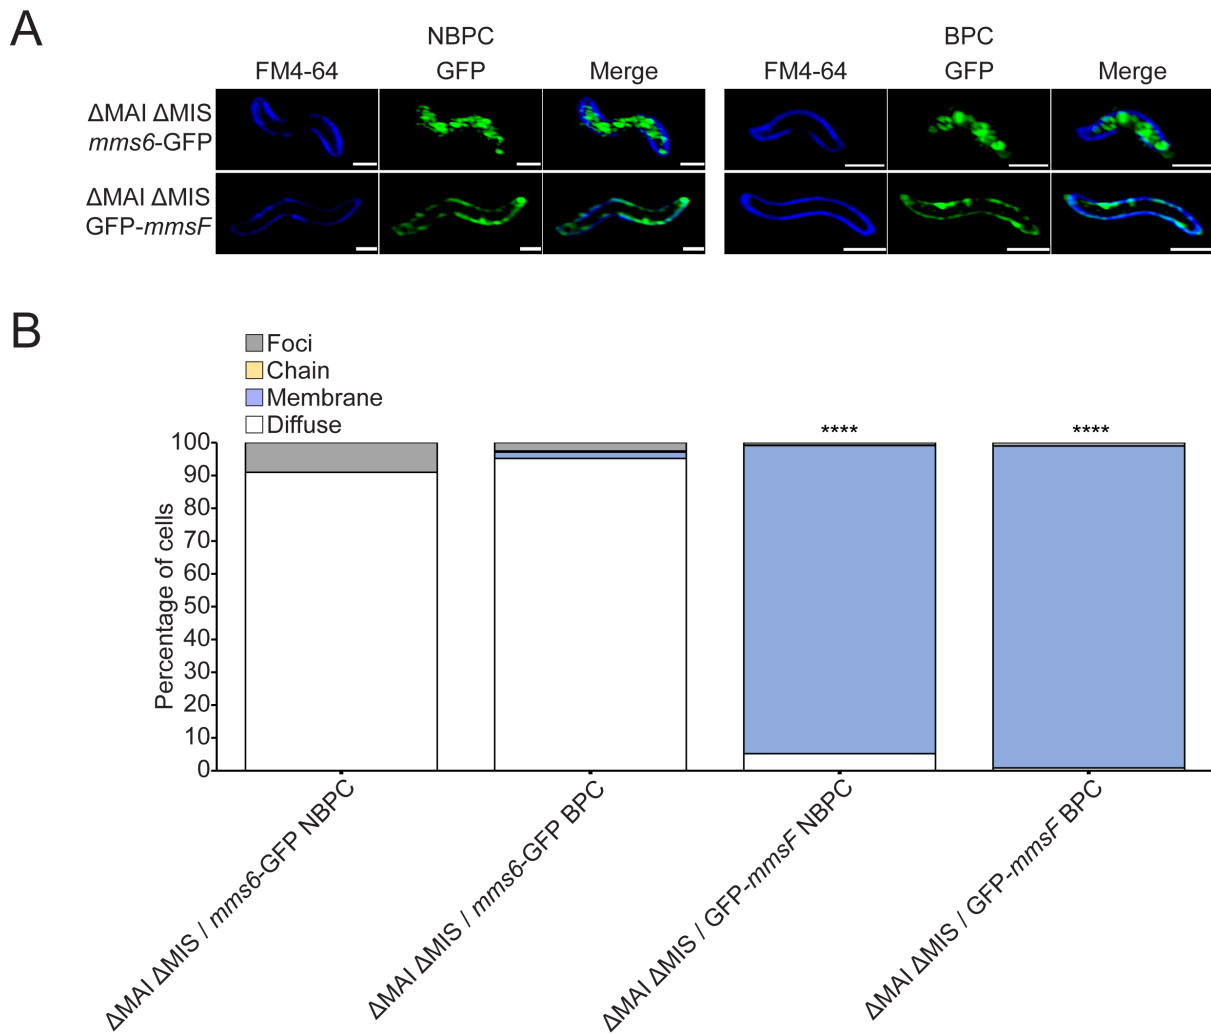 A
NBPC BPC
FM4-64 GFP Merge FM4-64 GFP Merge
ΔMAI ΔMIS
mms6-GFP
ΔMAI ΔMIS
GFP-mmsF
B
Foci
Chain
Membrane
Diffuse
**** ****
100
90
80
70
60
50
40
30
20
10
0
Percentage of cells
ΔMAI ΔMIS / mms6-GFP NBPC
ΔMAI ΔMIS / mms6-GFP BPC
ΔMAI ΔMIS / GFP-mmsF NBPC
ΔMAI ΔMIS / GFP-mmsF BPC